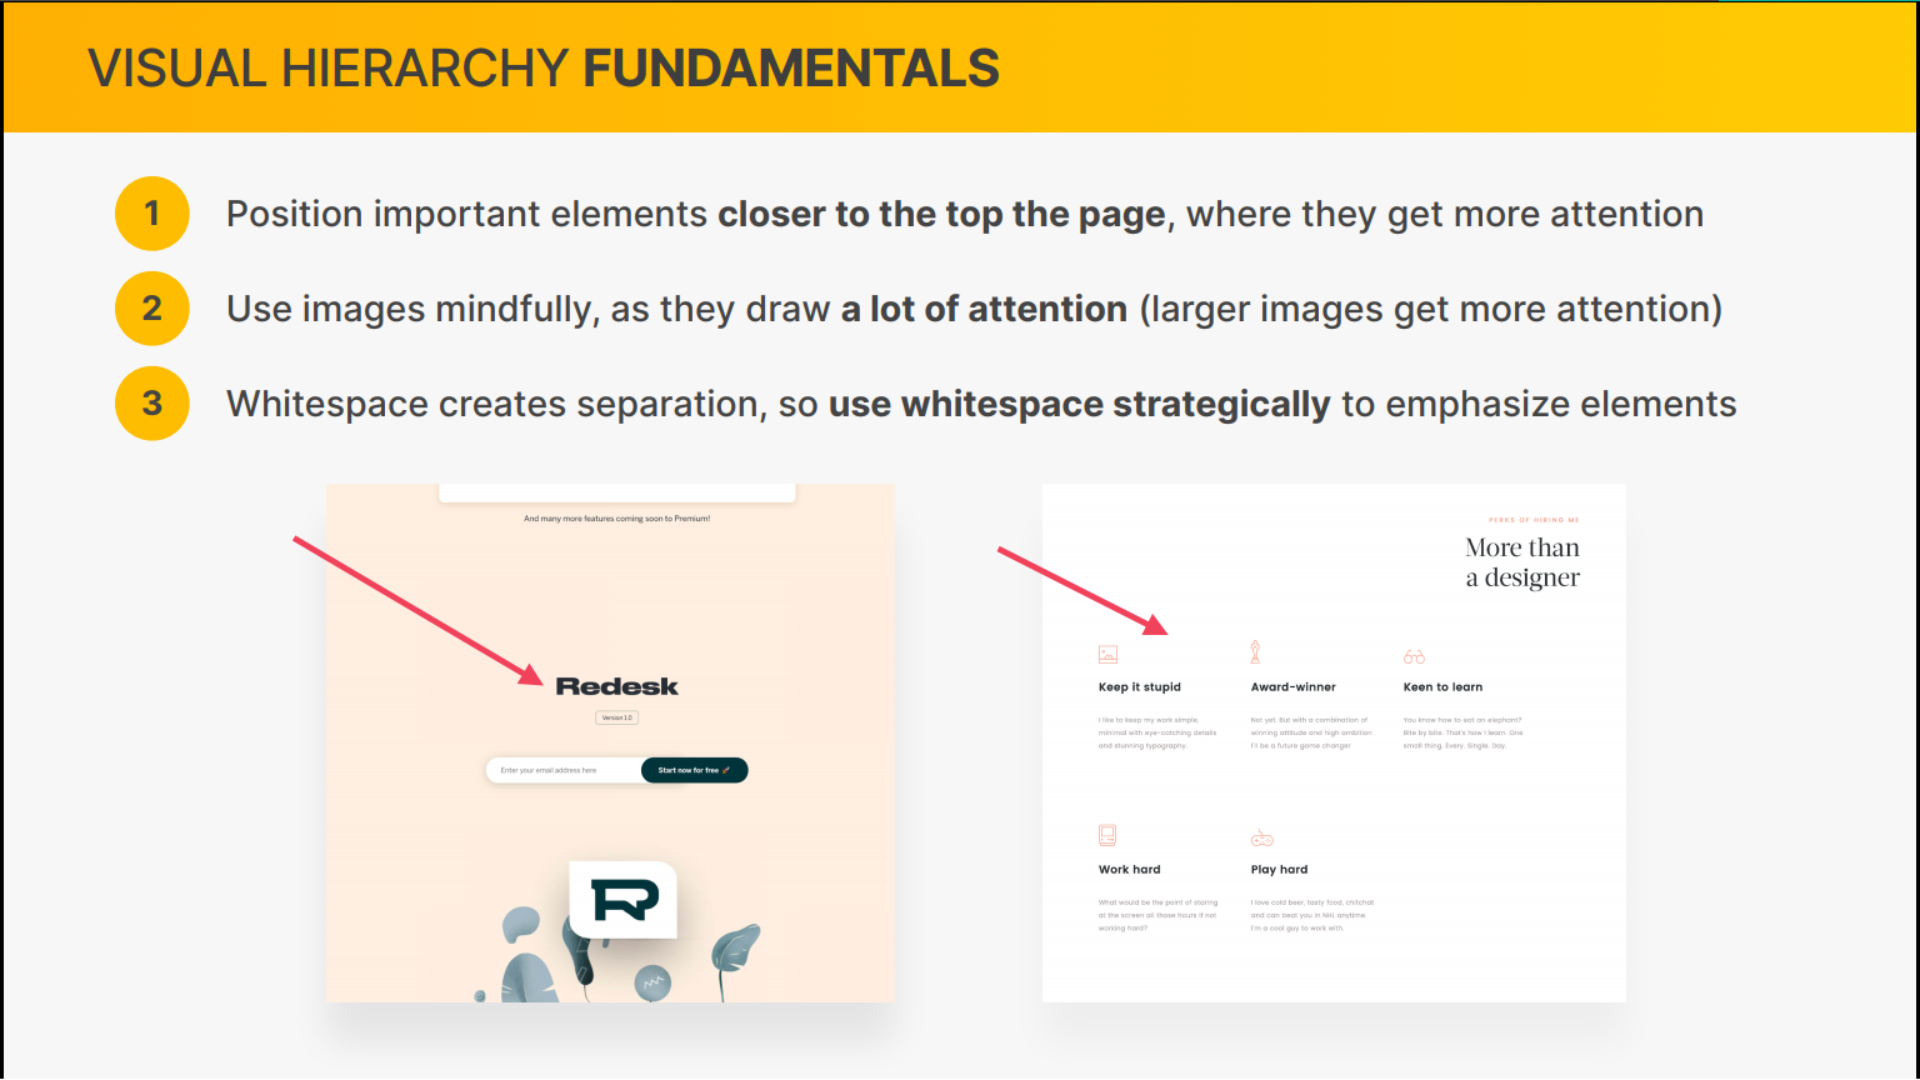 VISUAL HIERARCHY FUNDAMENTALS
1
Position important elements closer to the top the page, where they get more attention
2
Use images mindfully, as they draw a lot of attention (larger images get more attention)
3
Whitespace creates separation, so use whitespace strategically to emphasize elements
And many more features coming soon to Premium!
Redesk
Version 1.0
Enter your email address here
Start now for free 🚀
R
PERKS OF HIRING ME
More than
a designer
Keep it stupid
I like to keep my work simple,
minimal with eye-catching details
and stunning typography.
Award-winner
Not yet. But with a combination of
winning attitude and high ambition
I'll be a future game changer
Keen to learn
You know how to eat an elephant?
Bite by bite. That's how I learn. One
small thing. Every. Single. Day.
Work hard
What would be the point of staring
at the screen all those hours if not
working hard?
Play hard
I love cold beer, tasty food, chitchat
and can beat you in NHL anytime.
I'm a cool guy to work with.